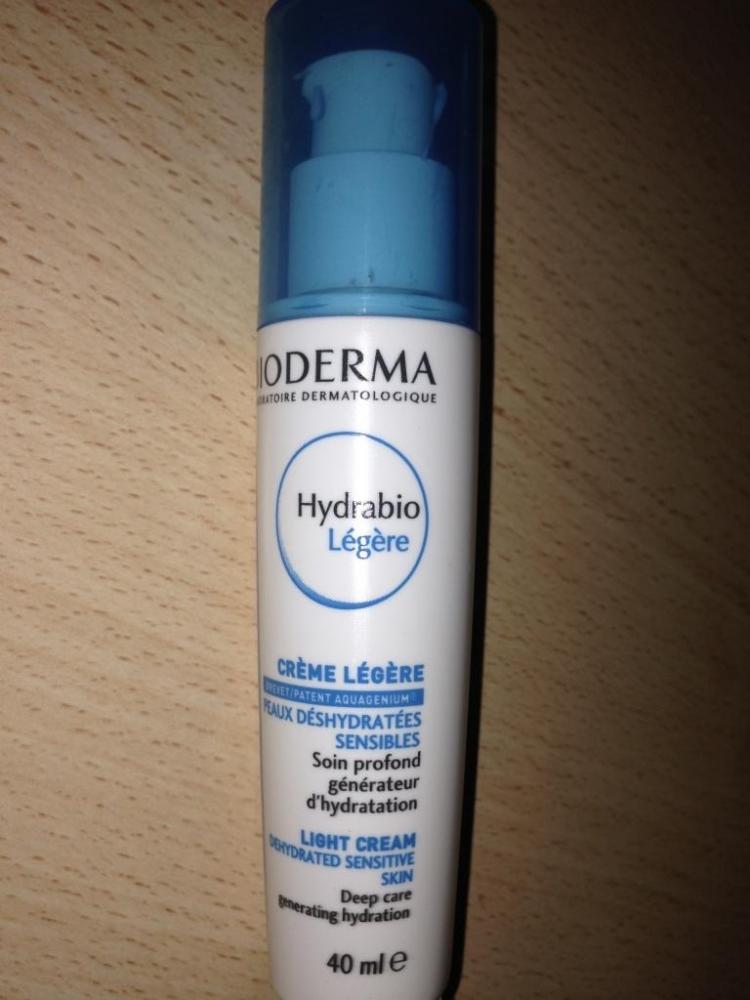 IODERMA
RATOIRE DERMATOLOGIQUE
Hydrabio
Légère
CRÈME LÉGÈRE
BREVET/PATENT AQUAGENIUM
PEAUX DÉSHYDRATÉES
SENSIBLES
Soin profond
générateur
d'hydratation
LIGHT CREAM
DEHYDRATED SENSITIVE
SKIN
Deep care
generating hydration
40 ml e